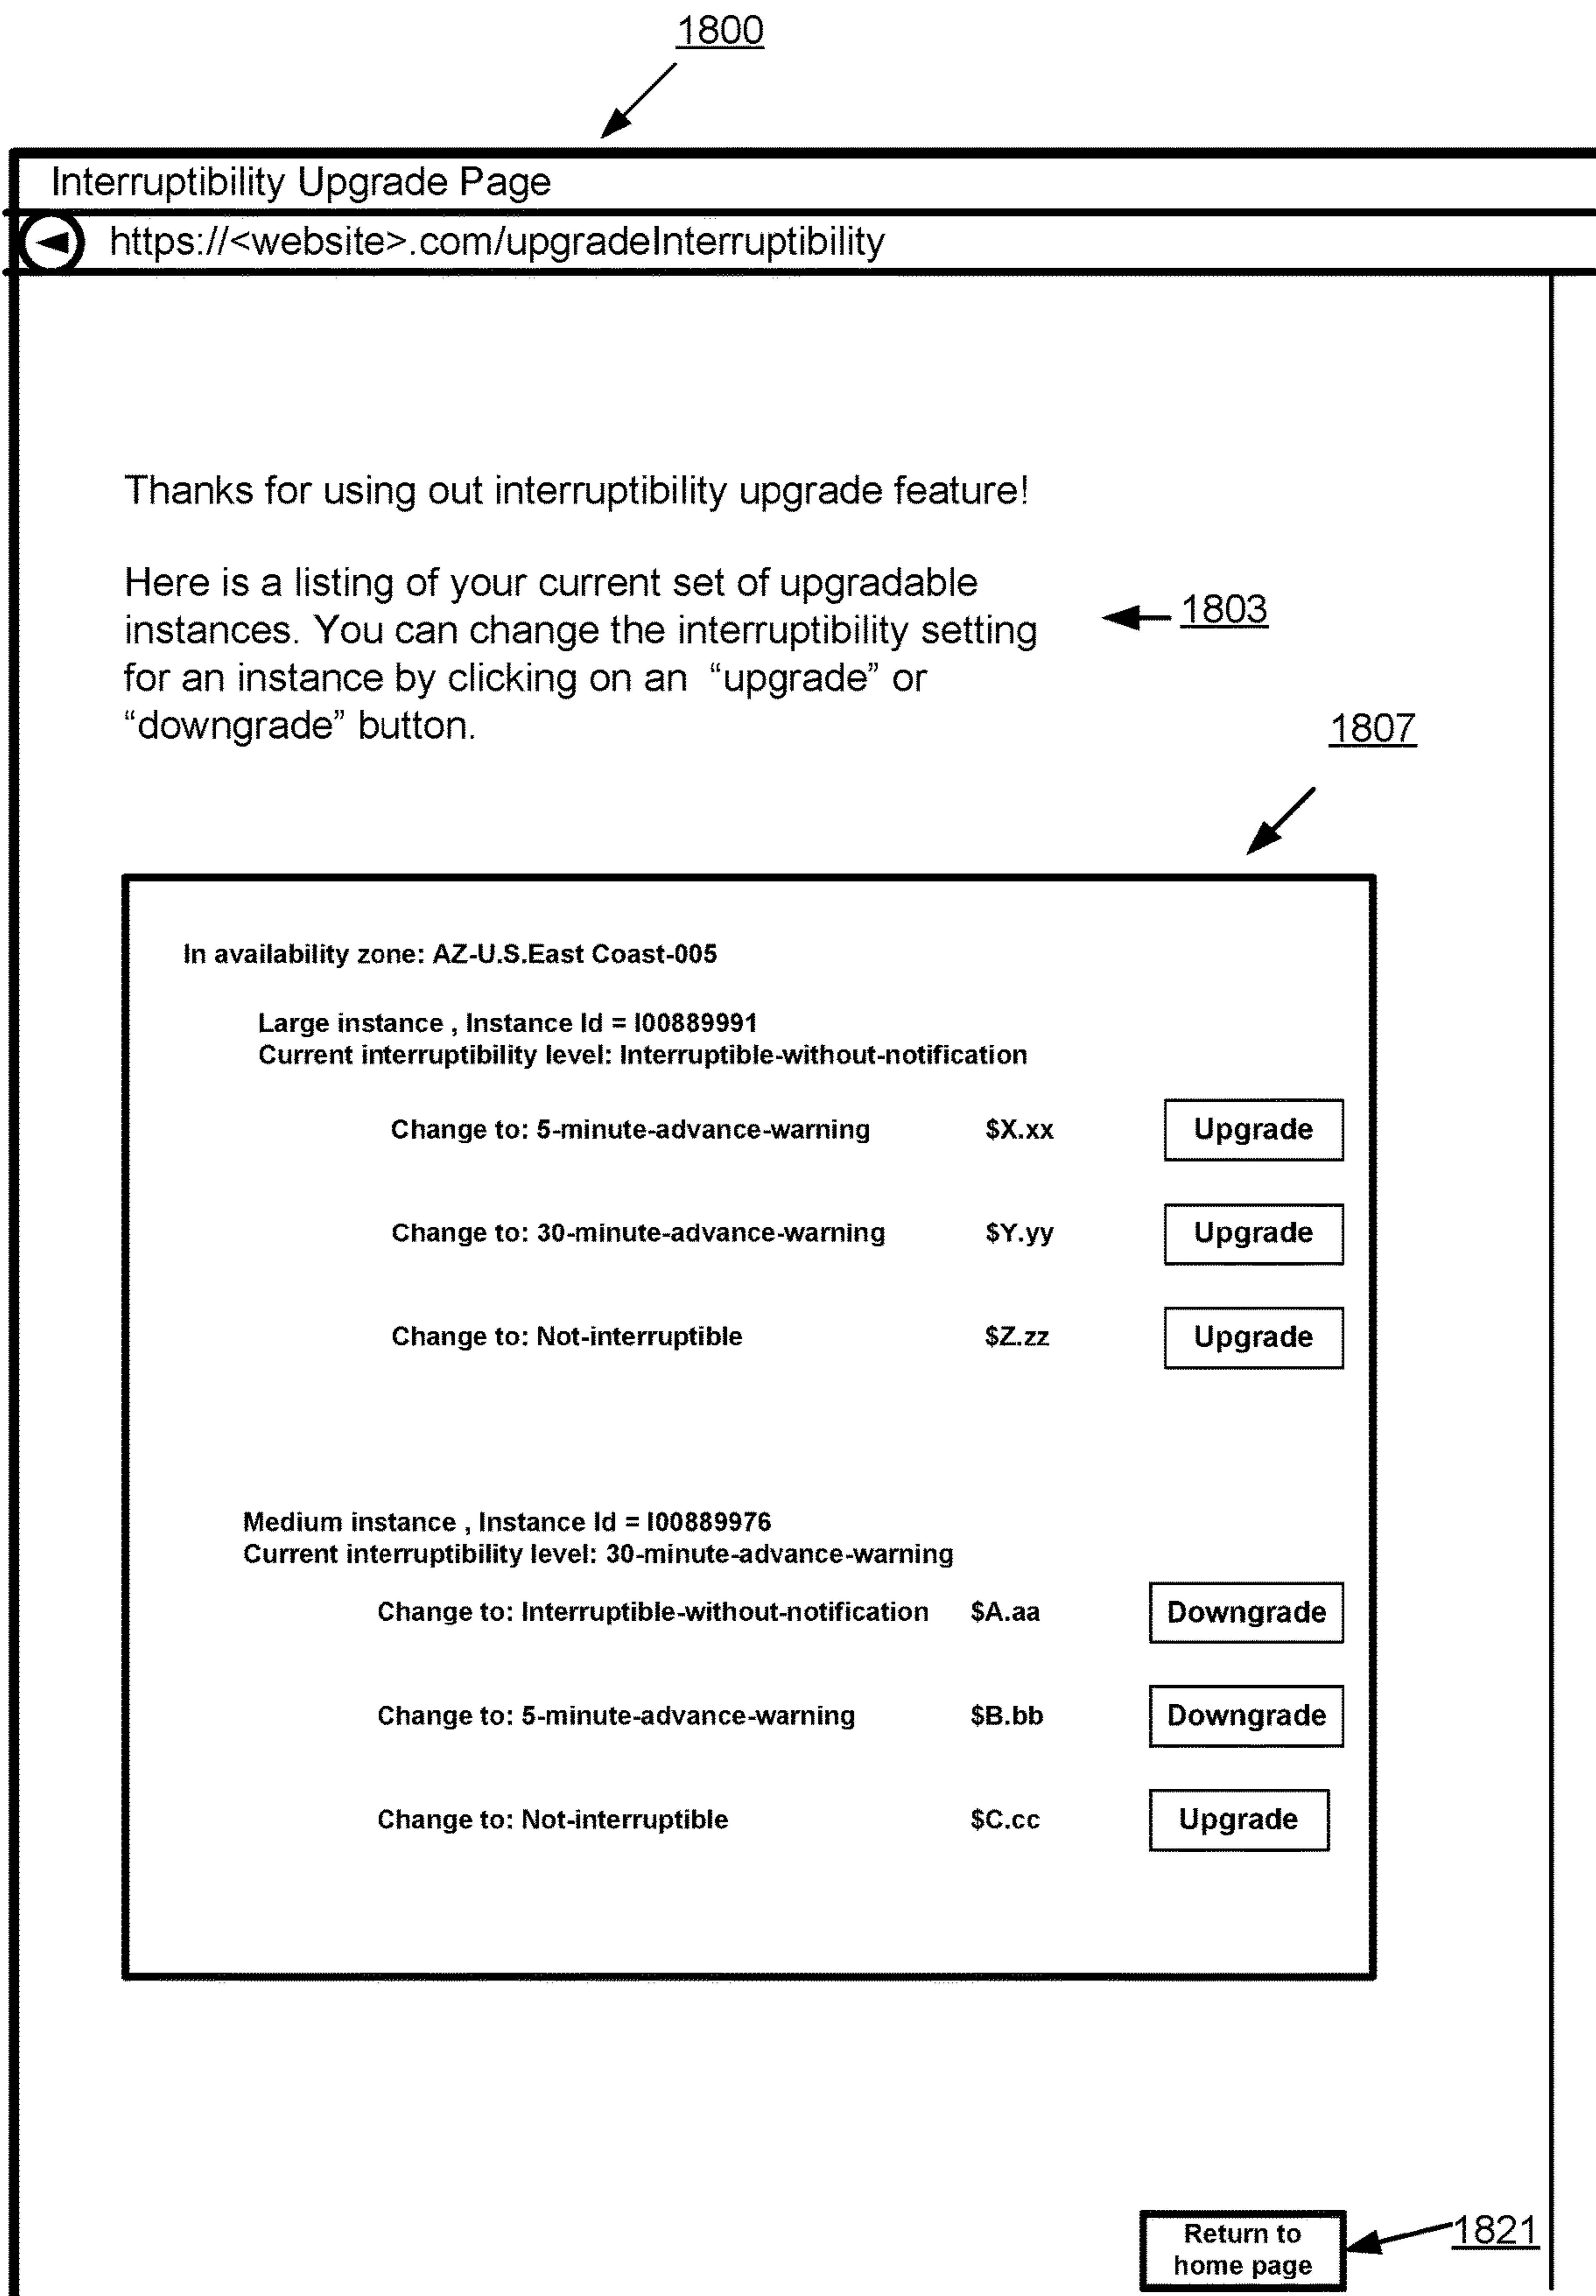 1800
Interruptibility Upgrade Page
https://<website>.com/upgradeInterruptibility
Thanks for using out interruptibility upgrade feature!
Here is a listing of your current set of upgradable
instances. You can change the interruptibility setting
for an instance by clicking on an “upgrade” or
“downgrade” button.
1803
1807
In availability zone: AZ-U.S.East Coast-005
Large instance , Instance Id = I00889991
Current interruptibility level: Interruptible-without-notification
Change to: 5-minute-advance-warning $X.xx Upgrade
Change to: 30-minute-advance-warning $Y.yy Upgrade
Change to: Not-interruptible $Z.zz Upgrade
Medium instance , Instance Id = I00889976
Current interruptibility level: 30-minute-advance-warning
Change to: Interruptible-without-notification $A.aa Downgrade
Change to: 5-minute-advance-warning $B.bb Downgrade
Change to: Not-interruptible $C.cc Upgrade
Return to
home page
1821